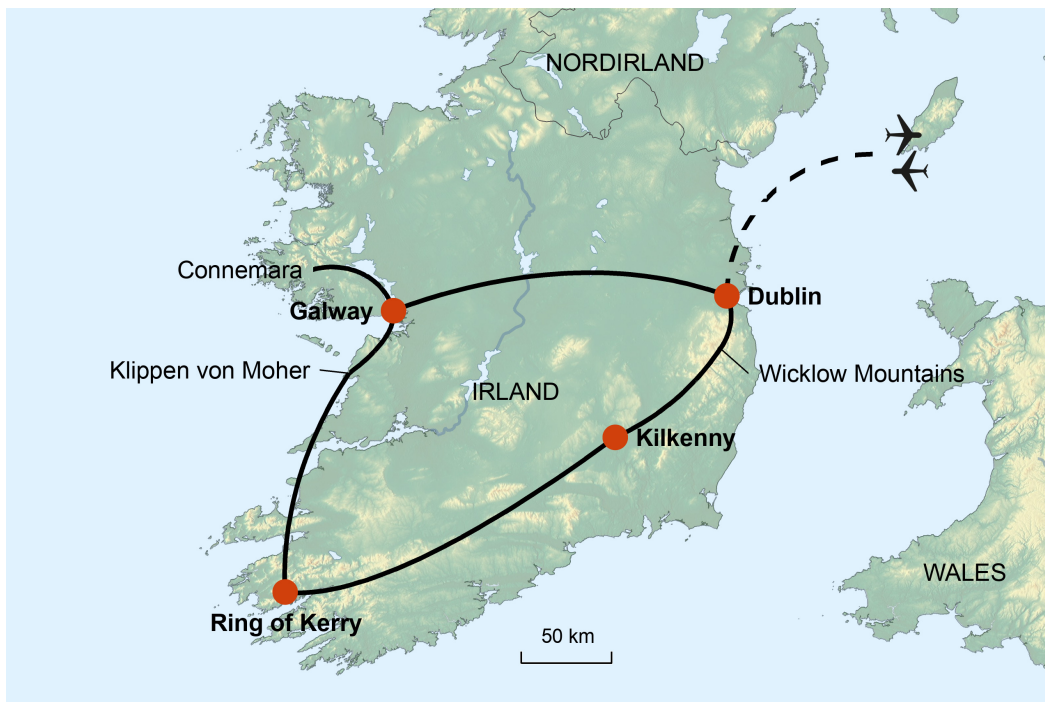 NORDIRLAND
Connemara
Galway
Dublin
Klippen von Moher
Wicklow Mountains
IRLAND
Kilkenny
WALES
Ring of Kerry
50 km